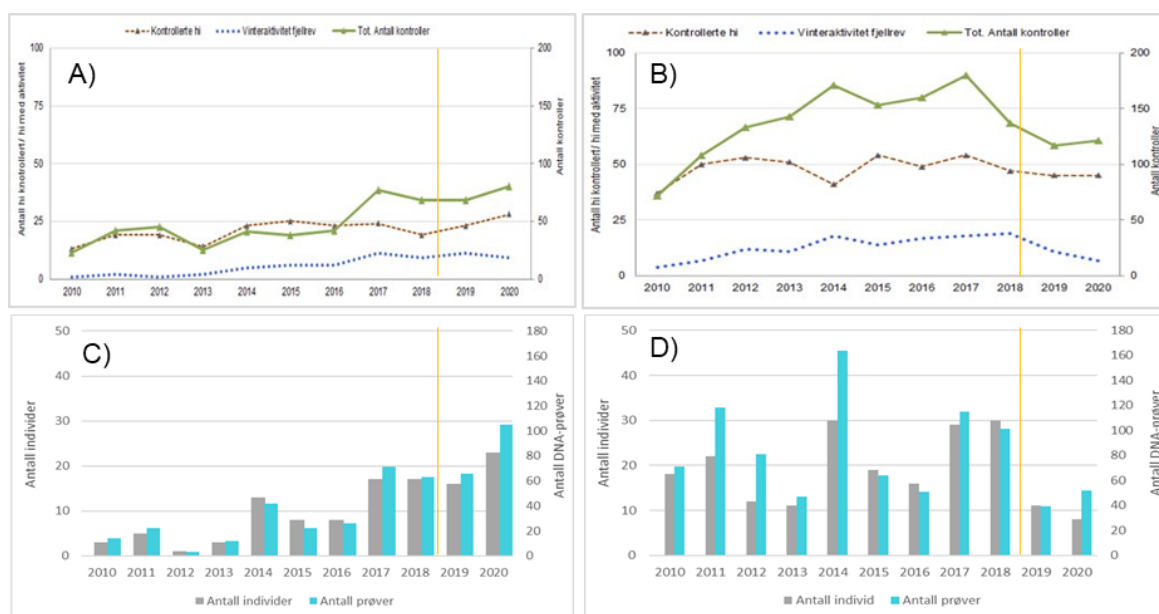 Kontrollerte hi Vinteraktivitet fjellrev Tot. Antall kontroller
A)
Antall hi knotrollert/ hi med aktivitet
100
75
50
25
0
200
150
100
50
0
Antall kontroller
2010 2011 2012 2013 2014 2015 2016 2017 2018 2019 2020
Kontrollerte hi Vinteraktivitet fjellrev Tot. Antall kontroller
B)
Antall hi kontrollert/ hi med aktivitet
100
75
50
25
0
200
150
100
50
0
Antall kontroller
2010 2011 2012 2013 2014 2015 2016 2017 2018 2019 2020
C)
Antall individer
50
40
30
20
10
0
180
160
140
120
100
80
60
40
20
0
Antall DNA-prøver
2010 2011 2012 2013 2014 2015 2016 2017 2018 2019 2020
Antall individer Antall prøver
D)
Antall individer
50
40
30
20
10
0
180
160
140
120
100
80
60
40
20
0
Antall DNA-prøver
2010 2011 2012 2013 2014 2015 2016 2017 2018 2019 2020
Antall individ Antall prøver